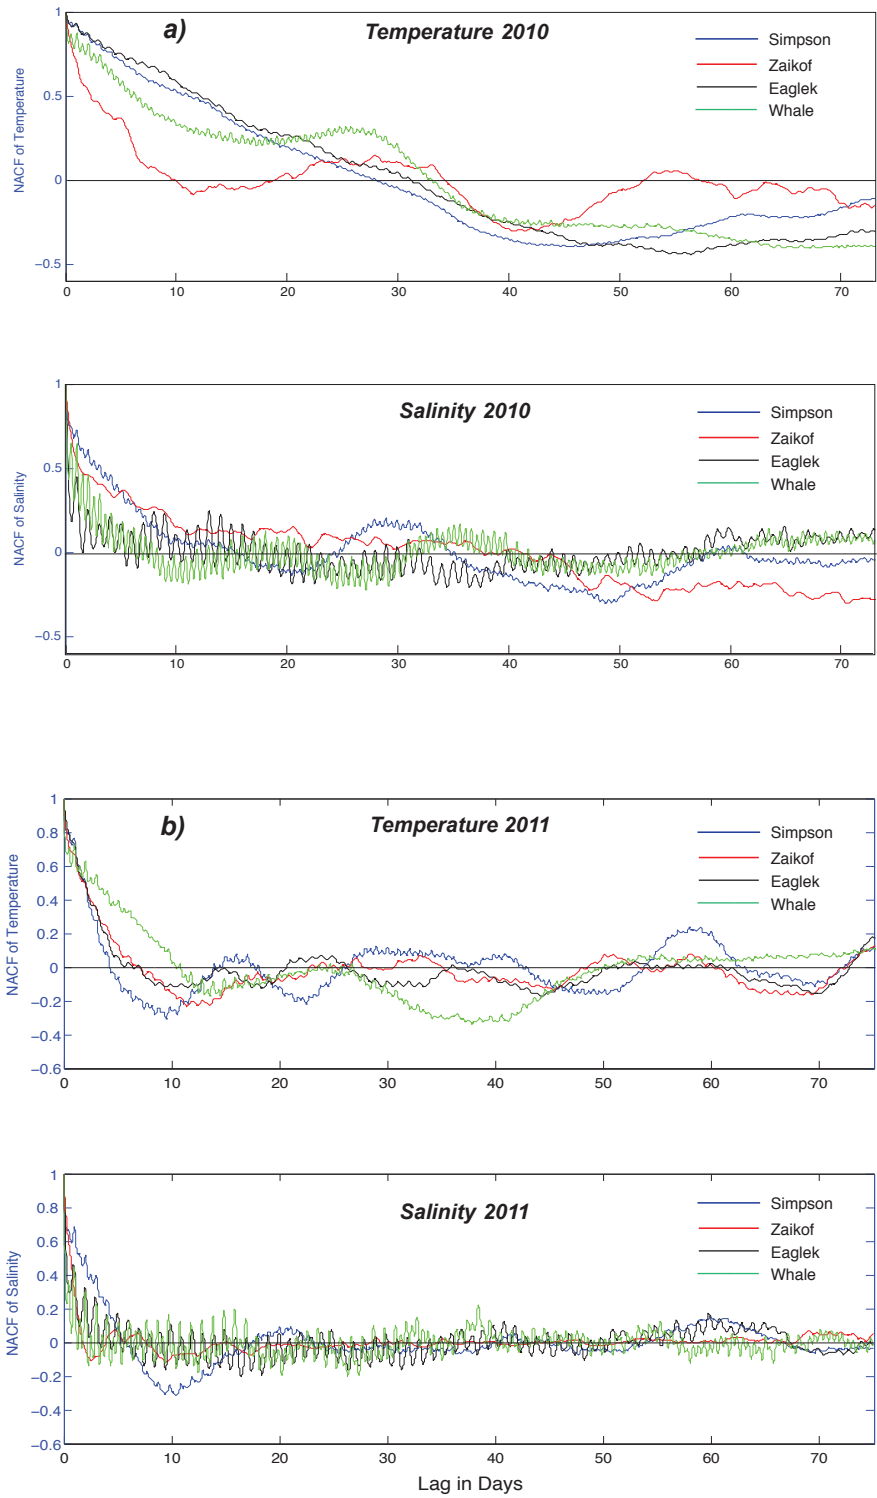 a) Temperature 2010
Simpson
Zaikof
Eaglek
Whale
NACF of Temperature
1
0.5
0
−0.5
0 10 20 30 40 50 60 70
Salinity 2010
Simpson
Zaikof
Eaglek
Whale
NACF of Salinity
1
0.5
0
−0.5
0 10 20 30 40 50 60 70
b) Temperature 2011
Simpson
Zaikof
Eaglek
Whale
NACF of Temperature
1
0.8
0.6
0.4
0.2
0
−0.2
−0.4
−0.6
0 10 20 30 40 50 60 70
Salinity 2011
Simpson
Zaikof
Eaglek
Whale
NACF of Salinity
1
0.8
0.6
0.4
0.2
0
−0.2
−0.4
−0.6
0 10 20 30 40 50 60 70
Lag in Days